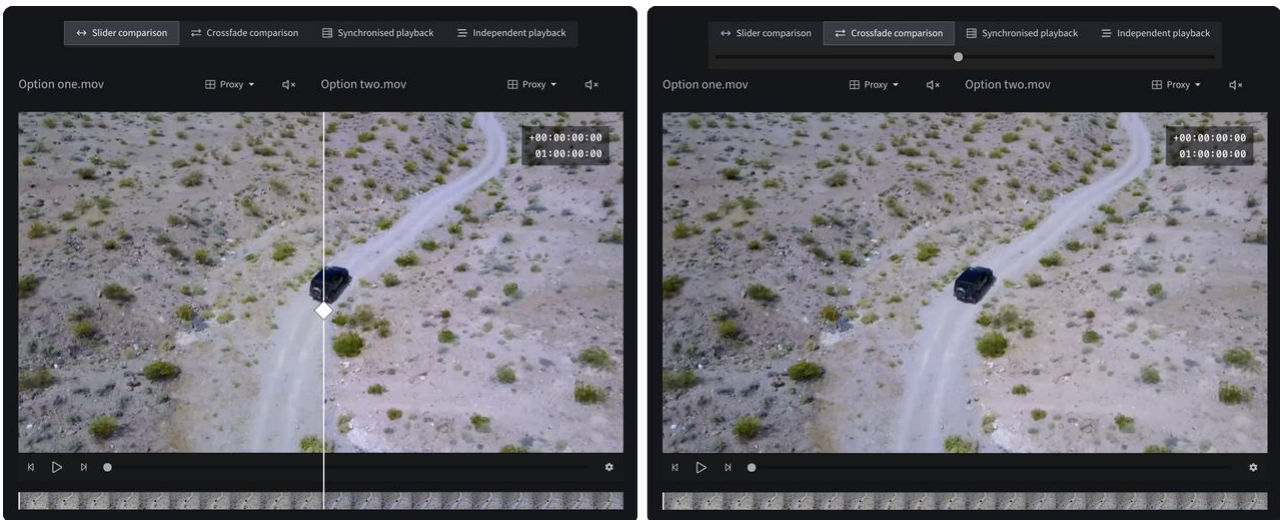 Slider comparison Crossfade comparison Synchronised playback Independent playback
Option one.mov Proxy Option two.mov Proxy
+00:00:00:00
01:00:00:00
Slider comparison Crossfade comparison Synchronised playback Independent playback
Option one.mov Proxy Option two.mov Proxy
+00:00:00:00
01:00:00:00